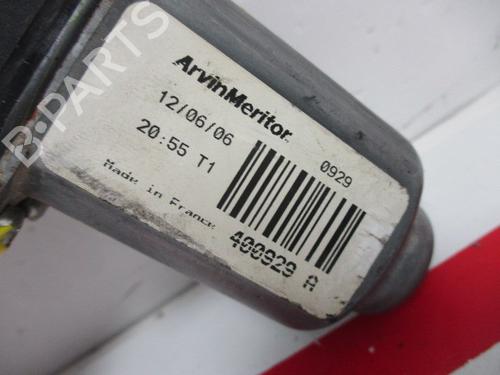 ArvinMeritor
12/06/06
0929
20:55 T1
Made in France
400929 A
B-PARTS